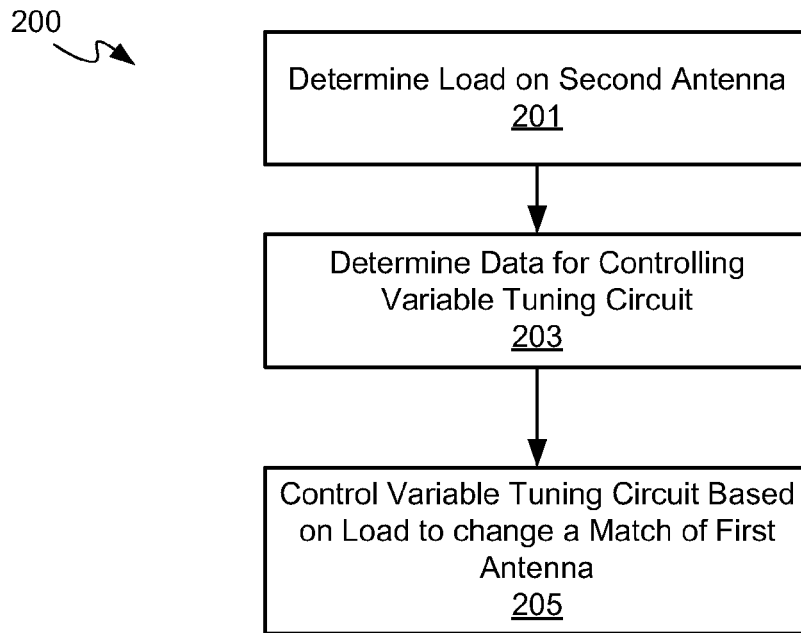 200
Determine Load on Second Antenna
201
Determine Data for Controlling
Variable Tuning Circuit
203
Control Variable Tuning Circuit Based
on Load to change a Match of First
Antenna
205